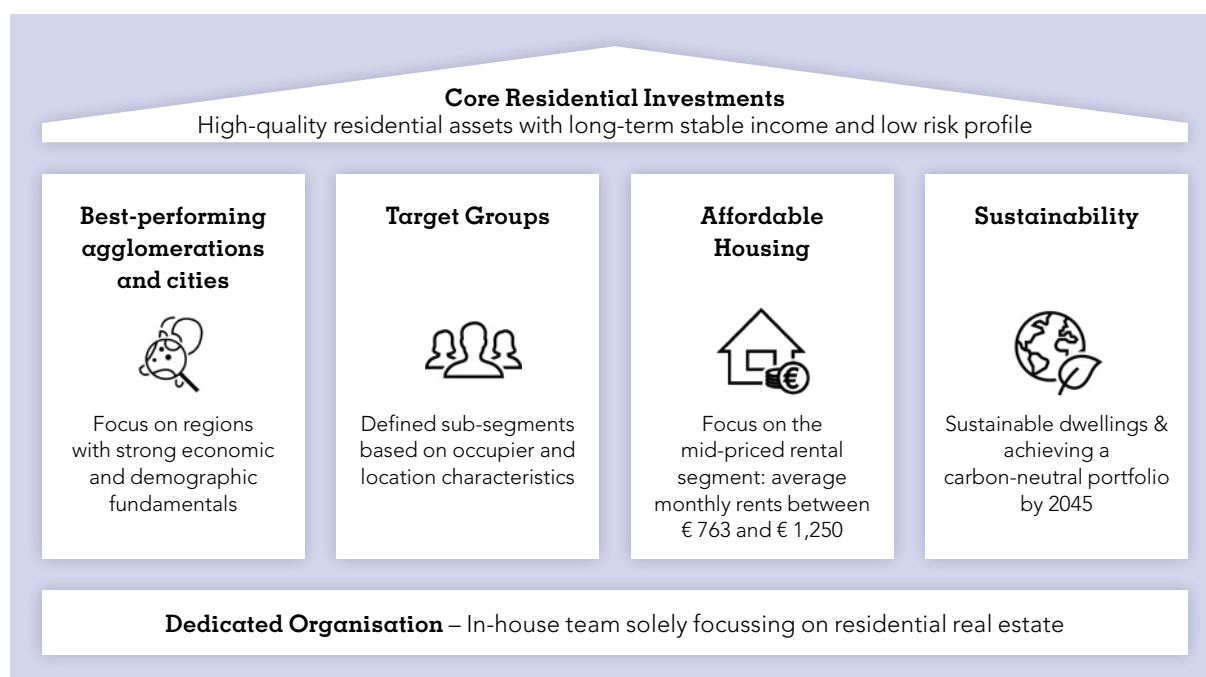 Core Residential Investments
High-quality residential assets with long-term stable income and low risk profile
Best-performing
agglomerations
and cities
Focus on regions
with strong economic
and demographic
fundamentals
Target Groups
Defined sub-segments
based on occupier and
location characteristics
Affordable
Housing
€
Focus on the
mid-priced rental
segment: average
monthly rents between
€ 763 and € 1,250
Sustainability
Sustainable dwellings &
achieving a
carbon-neutral portfolio
by 2045
Dedicated Organisation – In-house team solely focussing on residential real estate